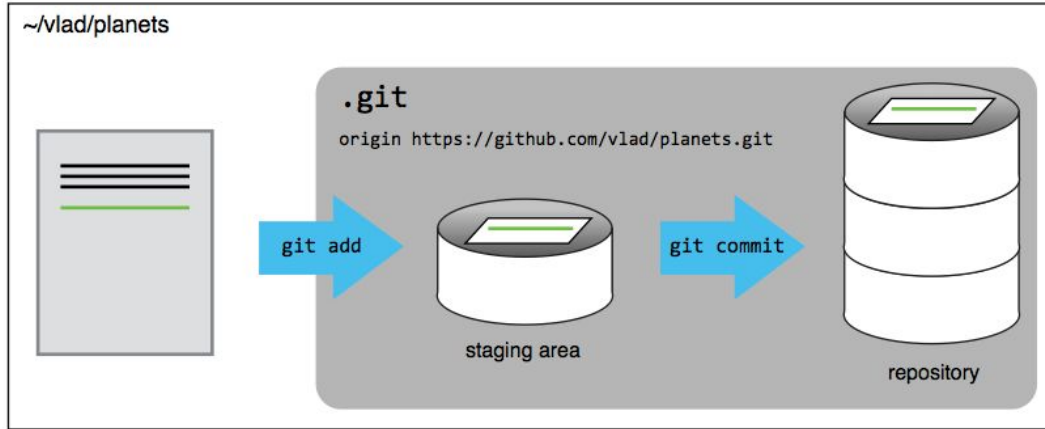 ~/vlad/planets
.git
origin https://github.com/vlad/planets.git
git add
git commit
staging area
repository